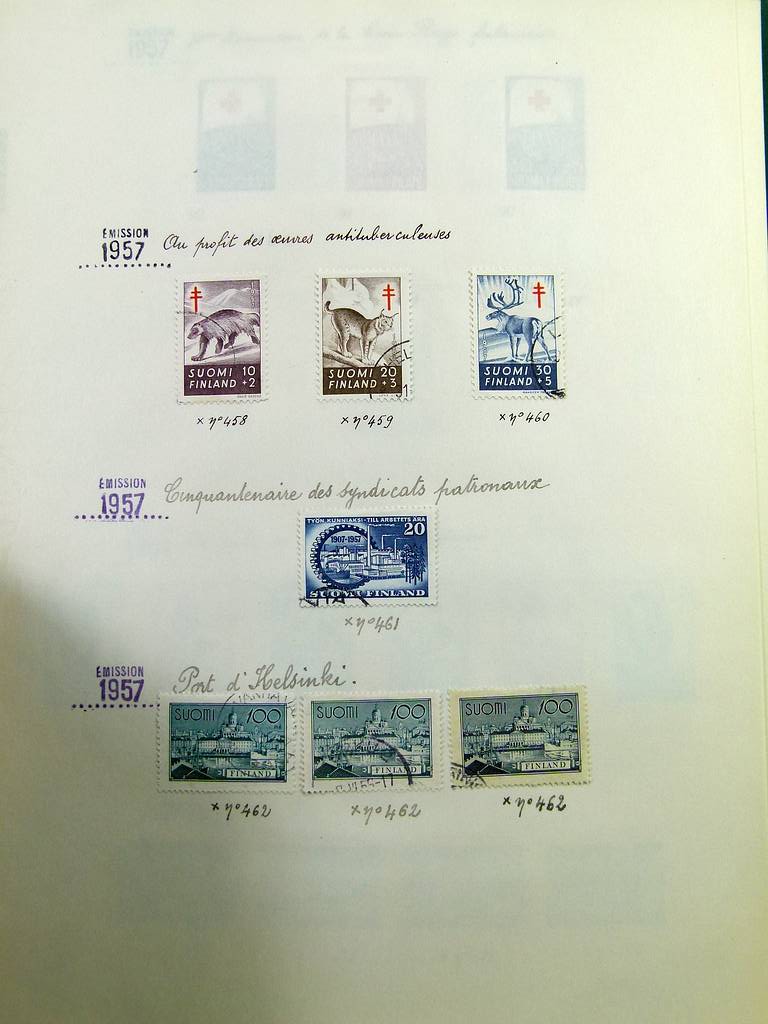 1957
ÉMISSION
1957 Au profit des œuvres antituberculeuses
SUOMI 10
FINLAND +2
SUOMI 20
FINLAND +3
SUOMI 30
FINLAND +5
x n°458
x n°459
x n°460
ÉMISSION
1957 Cinquantenaire des syndicats patronaux
TYÖN KUNNIAKSI-TILL ARBETETS ÄRA
20
1907-1957
SUOMI FINLAND
x n°461
ÉMISSION
1957 Port d'Helsinki.
SUOMI 100
FINLAND
SUOMI 100
FINLAND
SUOMI 100
FINLAND
x n°462
x n°462
x n°462